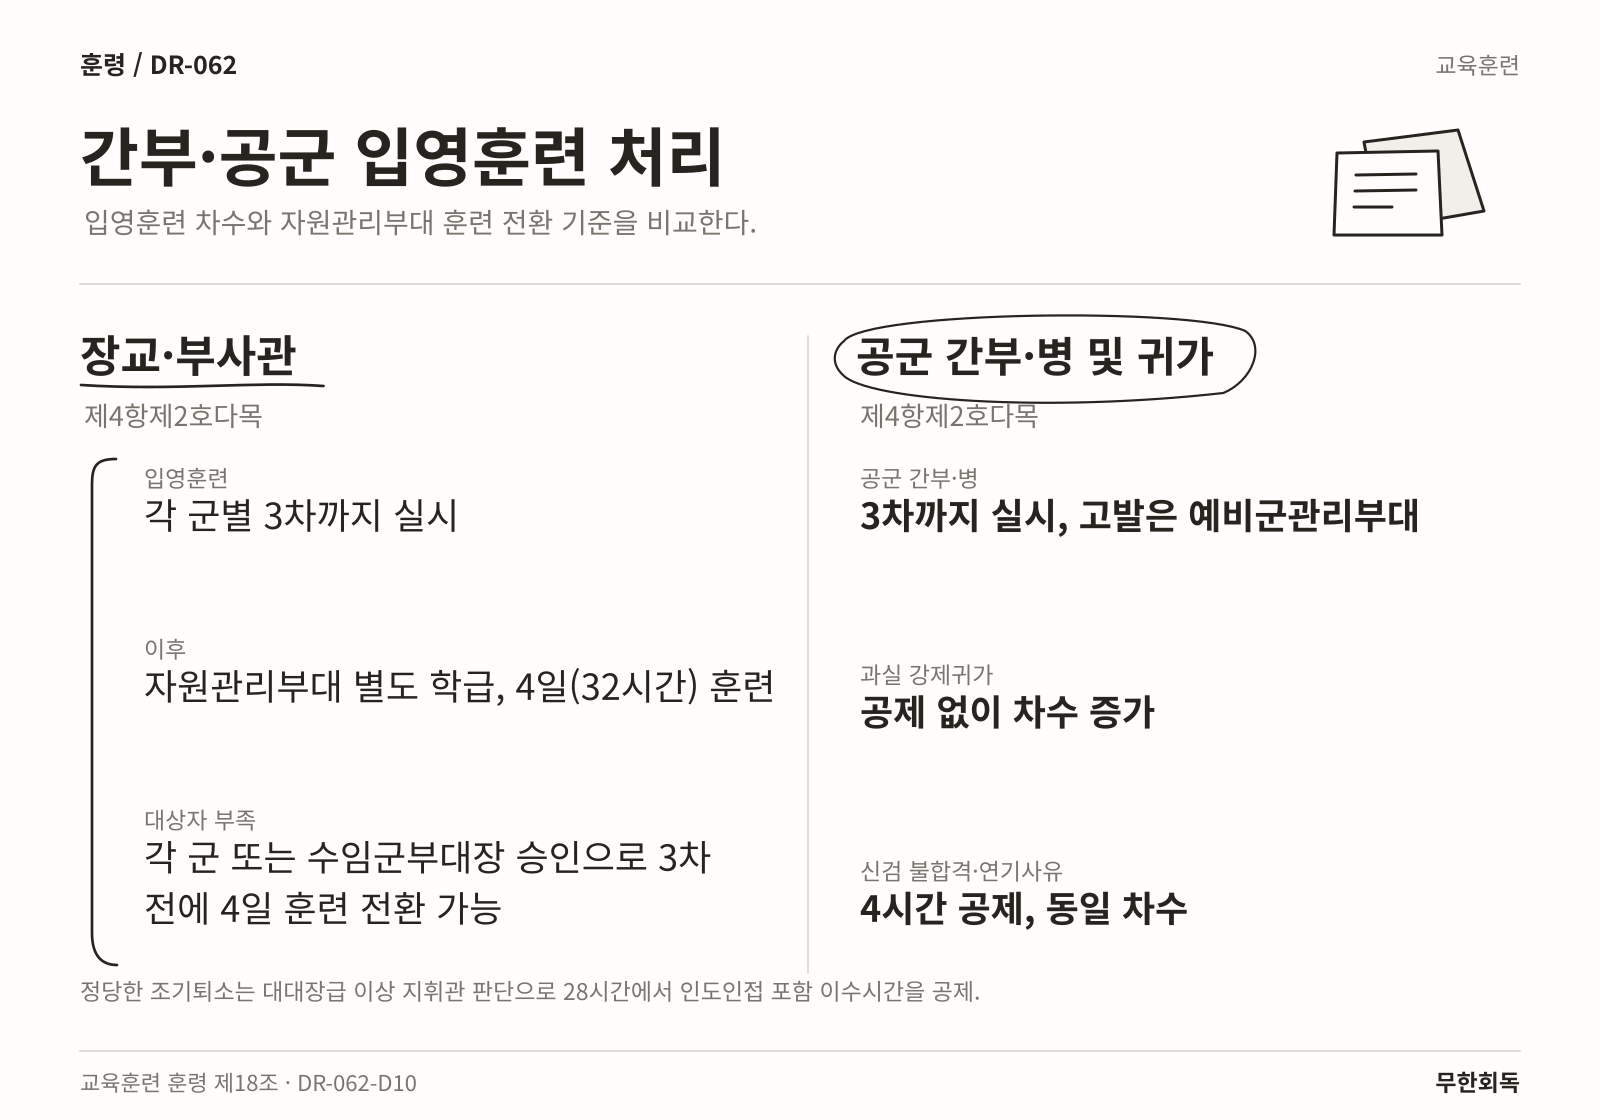 훈령 / DR-062
교육훈련
간부·공군 입영훈련 처리
입영훈련 차수와 자원관리부대 훈련 전환 기준을 비교한다.
장교·부사관
제4항제2호다목
입영훈련
각 군별 3차까지 실시
이후
자원관리부대 별도 학급, 4일(32시간) 훈련
대상자 부족
각 군 또는 수임군부대장 승인으로 3차
전에 4일 훈련 전환 가능
공군 간부·병 및 귀가
제4항제2호다목
공군 간부·병
3차까지 실시, 고발은 예비군관리부대
과실 강제귀가
공제 없이 차수 증가
신검 불합격·연기사유
4시간 공제, 동일 차수
정당한 조기퇴소는 대대장급 이상 지휘관 판단으로 28시간에서 인도인접 포함 이수시간을 공제.
교육훈련 훈령 제18조 · DR-062-D10
무한회독